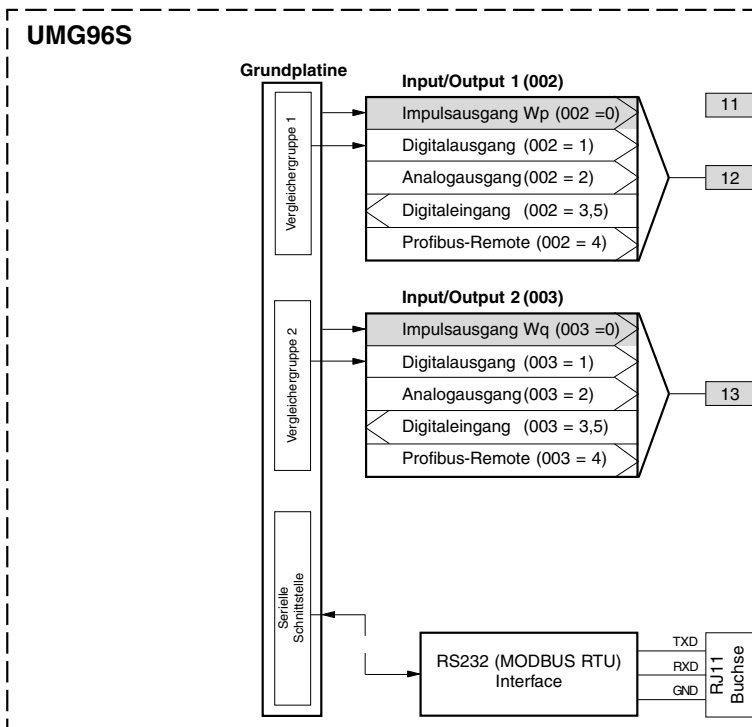 UMG96S
Grundplatine
Vergleichergruppe 1
Vergleichergruppe 2
Serielle
Schnittstelle
Input/Output 1 (002)
Impulsausgang Wp (002 =0)
Digitalausgang (002 = 1)
Analogausgang(002 = 2)
Digitaleingang (002 = 3,5)
Profibus-Remote (002 = 4)
11
12
Input/Output 2 (003)
Impulsausgang Wq (003 =0)
Digitalausgang (003 = 1)
Analogausgang(003 = 2)
Digitaleingang (003 = 3,5)
Profibus-Remote (003 = 4)
13
RS232 (MODBUS RTU)
Interface
TXD
RXD
GND
RJ11
Buchse